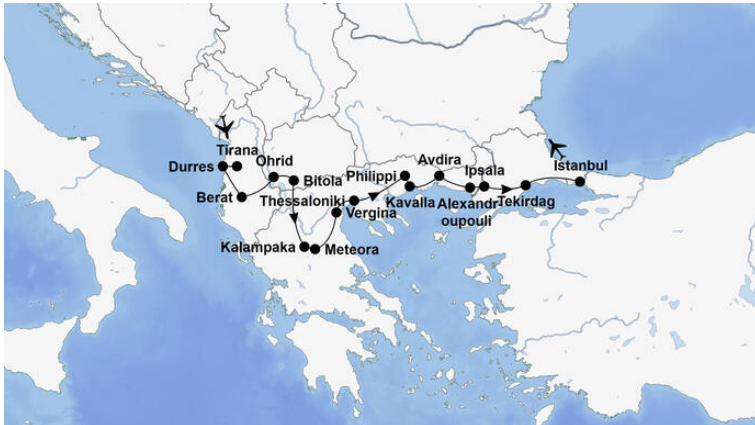 Tirana
Durres
Ohrid
Bitola
Berat
Thessaloniki
Vergina
Kalampaka
Meteora
Philippi
Kavalla
Avdira
Alexandr
oupouli
Ipsala
Tekirdag
Istanbul